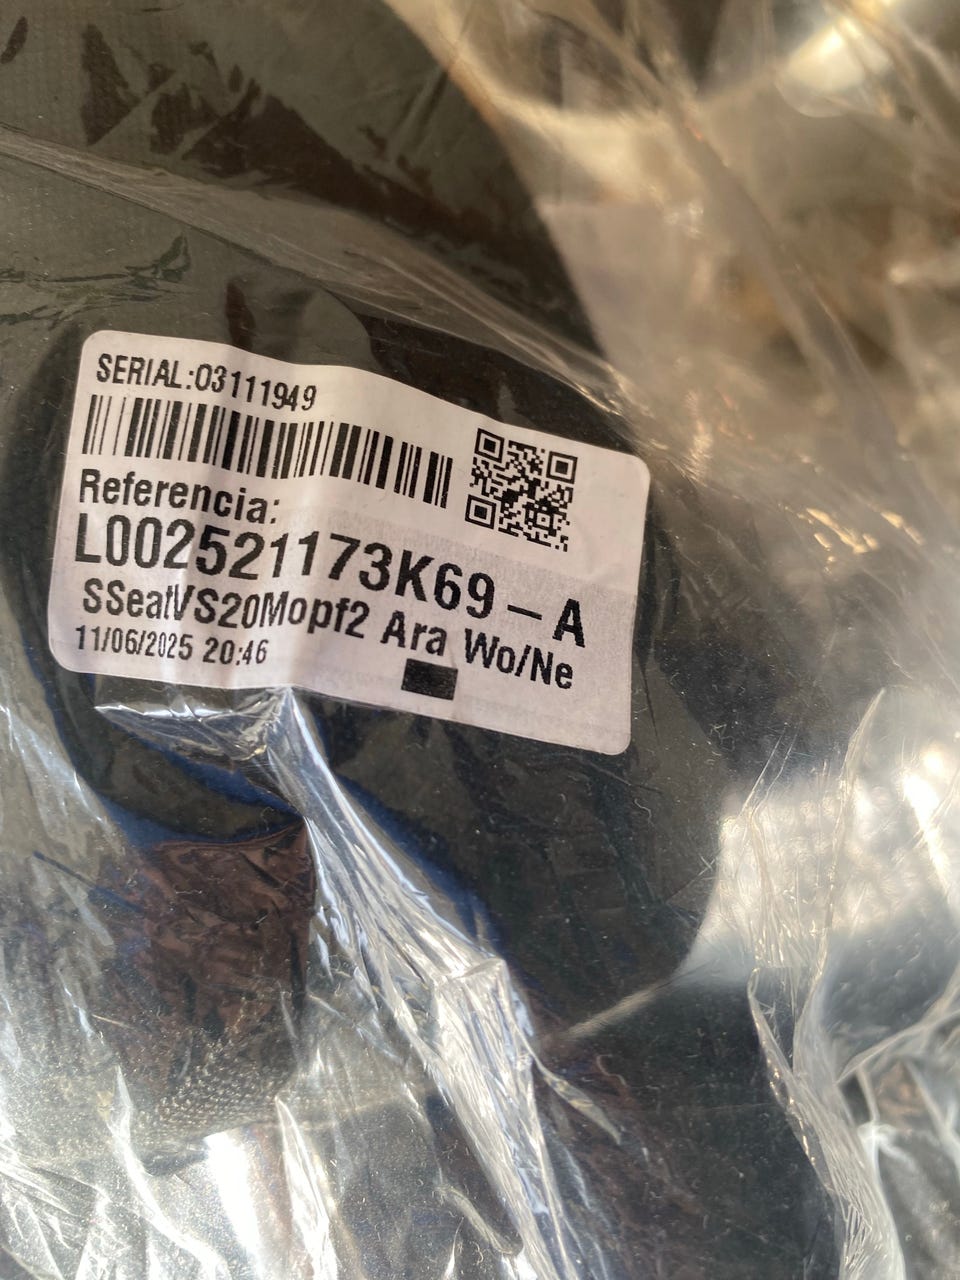 SERIAL:03111949
Referencia:
L002521173K69-A
SSeatVS20Mopf2 Ara Wo/Ne
11/06/2025 20:46